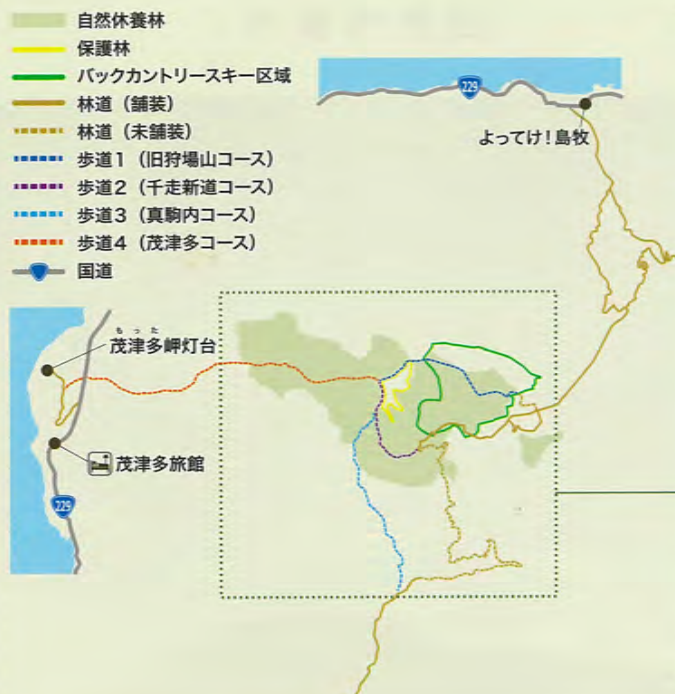 自然休養林
保護林
バックカントリースキー区域
林道（舗装）
林道（未舗装）
歩道1（旧狩場山コース）
歩道2（千走新道コース）
歩道3（真駒内コース）
歩道4（茂津多コース）
国道
229
よってけ！島牧
もった
茂津多岬灯台
茂津多旅館
229